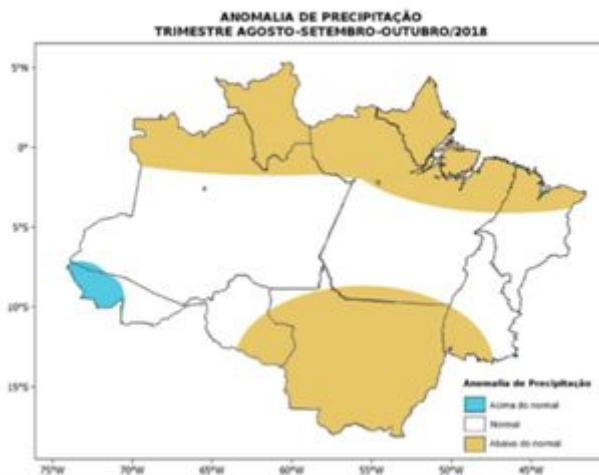 ANOMALIA DE PRECIPITAÇÃO
TRIMESTRE AGOSTO-SETEMBRO-OUTUBRO/2018
5°N
0°
5°S
10°S
15°S
75°W
70°W
65°W
60°W
55°W
50°W
45°W
Anomalia de Precipitação
Acima do normal
Normal
Abaixo do normal